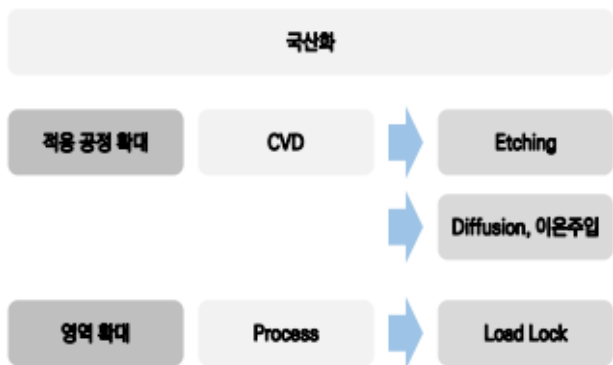 국산화
적용 공정 확대 CVD Etching
Diffusion, 이온주입
영역 확대 Process Load Lock